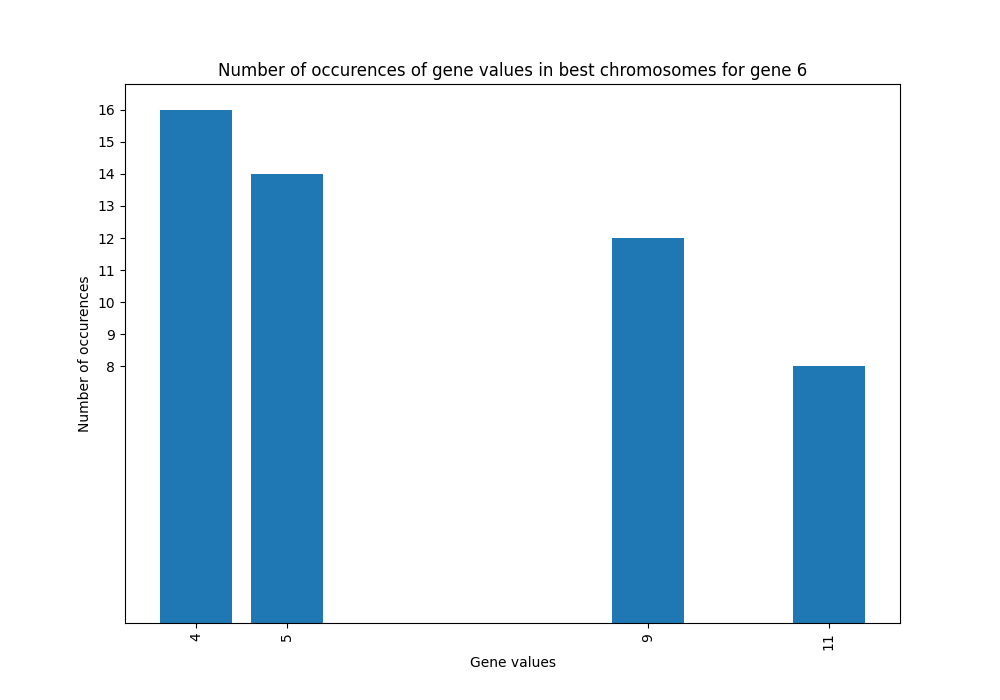 Number of occurences of gene values in best chromosomes for gene 6
16
15
14
13
12
11
10
9
8
Number of occurences
4 5 9 11
Gene values